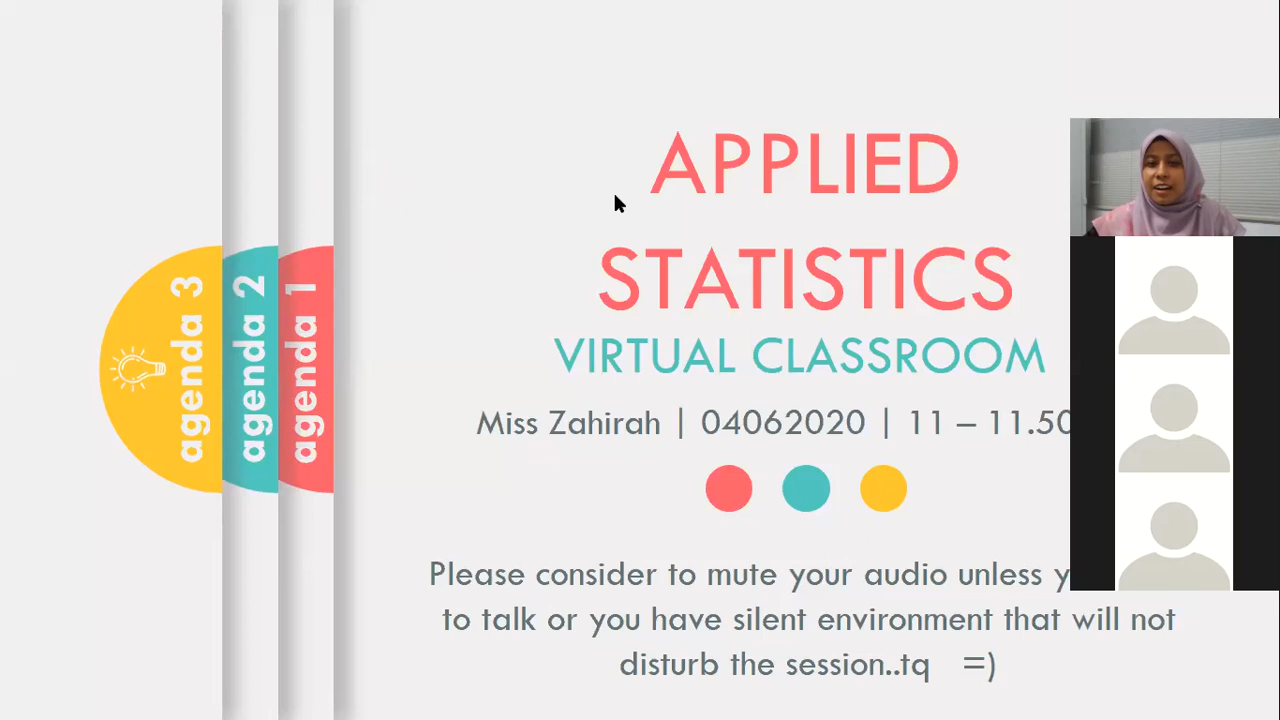 APPLIED
STATISTICS
VIRTUAL CLASSROOM
Miss Zahirah | 04062020 | 11 – 11.50
Please consider to mute your audio unless
to talk or you have silent environment that will not
disturb the session..tq =)
agenda 3
agenda 2
agenda 1